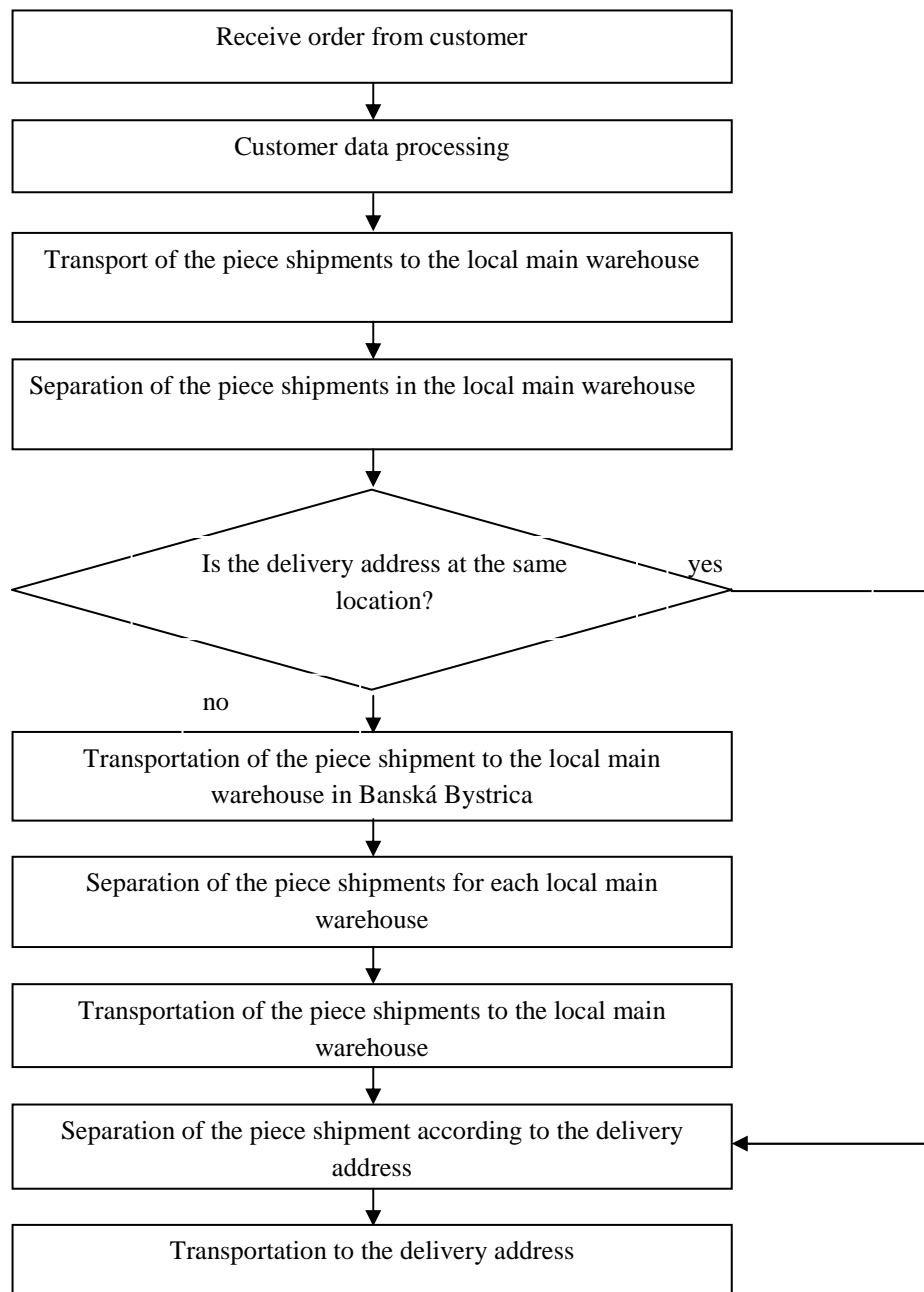 Receive order from customer
Customer data processing
Transport of the piece shipments to the local main warehouse
Separation of the piece shipments in the local main warehouse
Is the delivery address at the same
location?
yes
no
Transportation of the piece shipment to the local main
warehouse in Banská Bystrica
Separation of the piece shipments for each local main
warehouse
Transportation of the piece shipments to the local main
warehouse
Separation of the piece shipment according to the delivery
address
Transportation to the delivery address